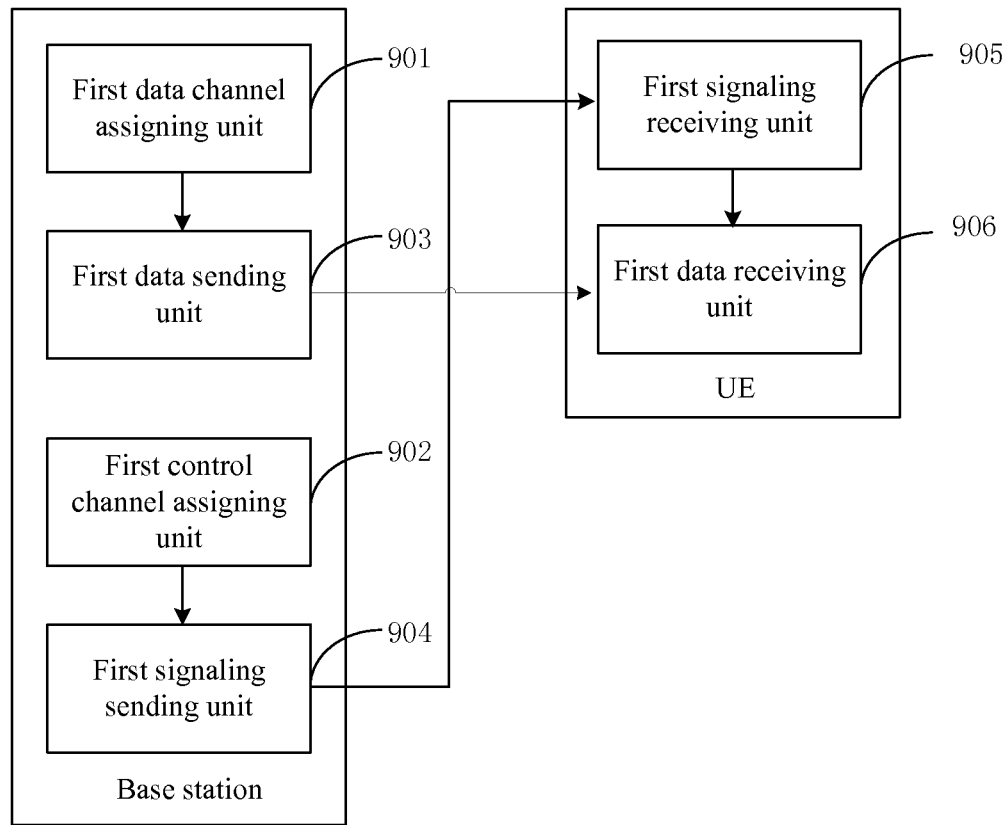 First data channel
assigning unit
901
First data sending
unit
903
First control
channel assigning
unit
902
First signaling
sending unit
904
Base station
First signaling
receiving unit
905
First data receiving
unit
906
UE